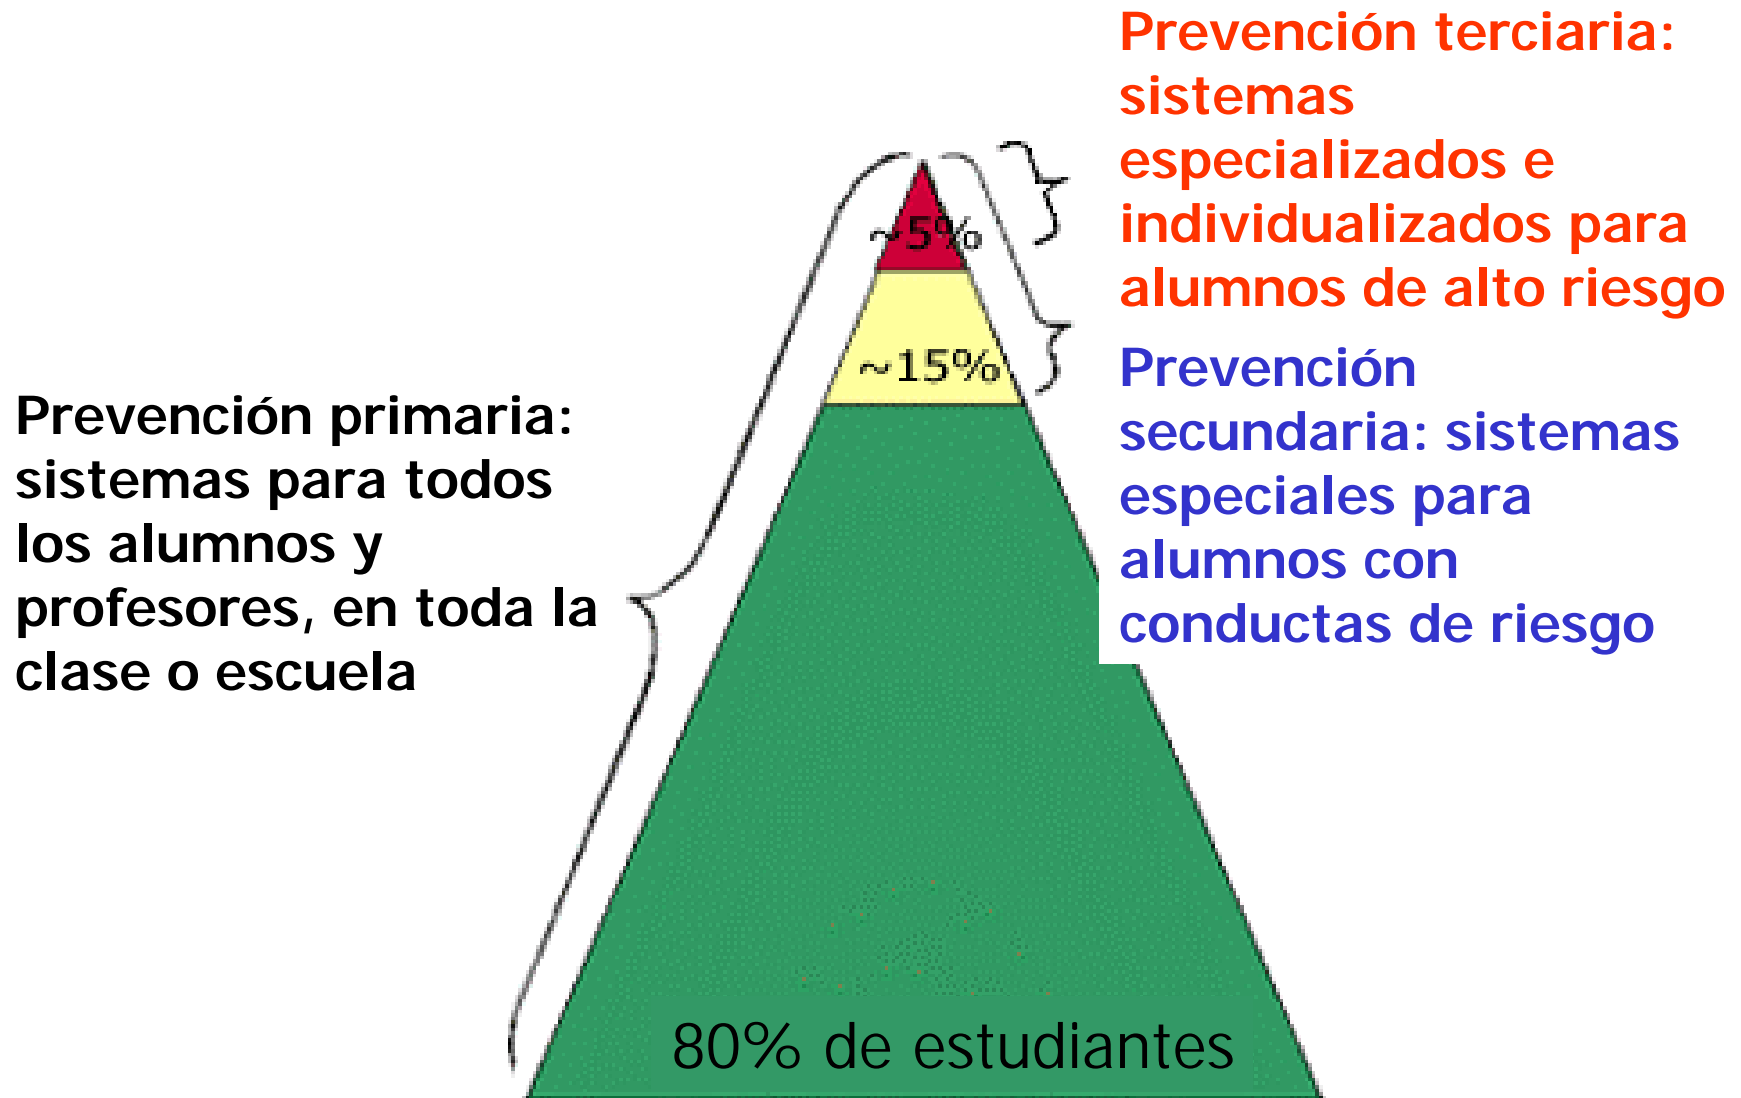 Prevención terciaria:
sistemas
especializados e
individualizados para
alumnos de alto riesgo
~5%
~15%
Prevención
secundaria: sistemas
especiales para
alumnos con
conductas de riesgo
Prevención primaria:
sistemas para todos
los alumnos y
profesores, en toda la
clase o escuela
80% de estudiantes